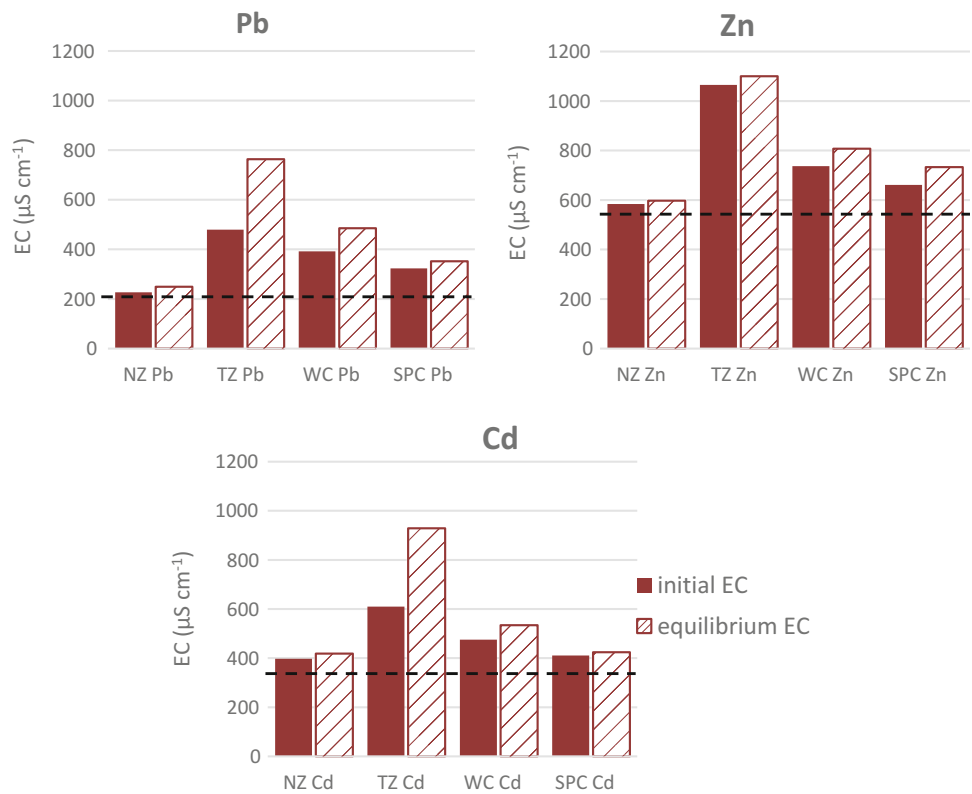 Pb
1200
1000
800
600
400
200
0
EC (µS cm⁻¹)
NZ Pb TZ Pb WC Pb SPC Pb
Zn
1200
1000
800
600
400
200
0
EC (µS cm⁻¹)
NZ Zn TZ Zn WC Zn SPC Zn
Cd
1200
1000
800
600
400
200
0
EC (µS cm⁻¹)
NZ Cd TZ Cd WC Cd SPC Cd
initial EC
equilibrium EC